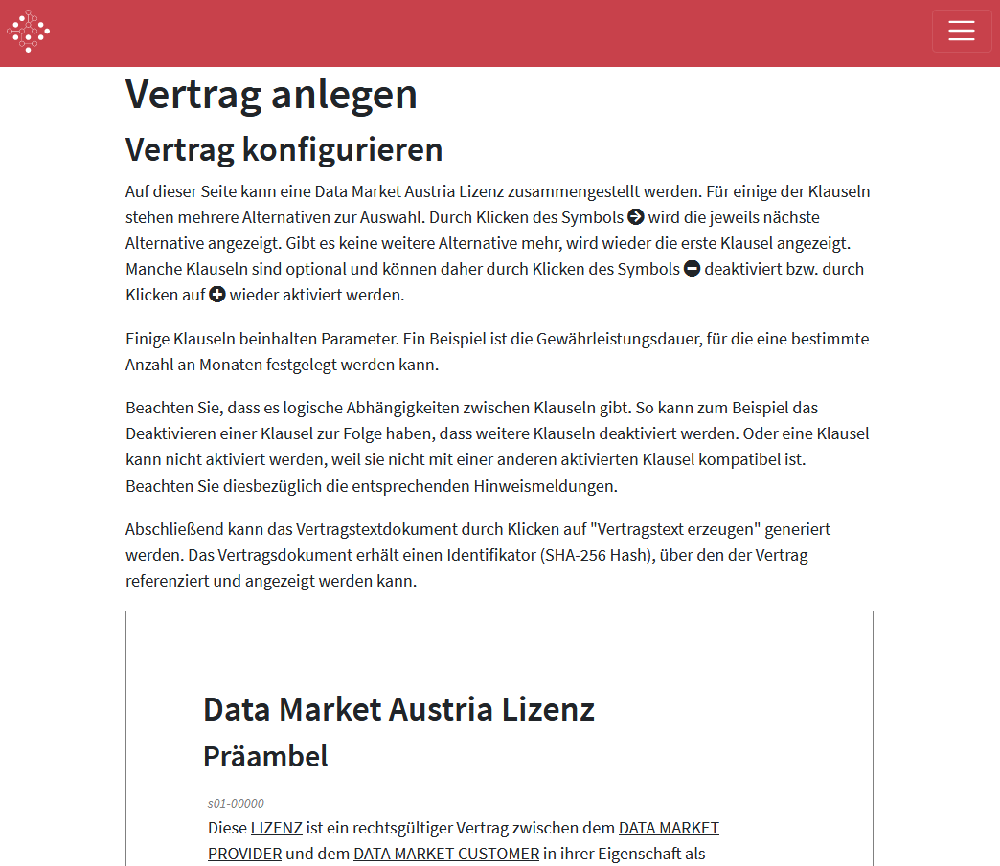 Vertrag anlegen
Vertrag konfigurieren
Auf dieser Seite kann eine Data Market Austria Lizenz zusammengestellt werden. Für einige der Klauseln
stehen mehrere Alternativen zur Auswahl. Durch Klicken des Symbols wird die jeweils nächste
Alternative angezeigt. Gibt es keine weitere Alternative mehr, wird wieder die erste Klausel angezeigt.
Manche Klauseln sind optional und können daher durch Klicken des Symbols deaktiviert bzw. durch
Klicken auf wieder aktiviert werden.
Einige Klauseln beinhalten Parameter. Ein Beispiel ist die Gewährleistungsdauer, für die eine bestimmte
Anzahl an Monaten festgelegt werden kann.
Beachten Sie, dass es logische Abhängigkeiten zwischen Klauseln gibt. So kann zum Beispiel das
Deaktivieren einer Klausel zur Folge haben, dass weitere Klauseln deaktiviert werden. Oder eine Klausel
kann nicht aktiviert werden, weil sie nicht mit einer anderen aktivierten Klausel kompatibel ist.
Beachten Sie diesbezüglich die entsprechenden Hinweismeldungen.
Abschließend kann das Vertragstextdokument durch Klicken auf "Vertragstext erzeugen" generiert
werden. Das Vertragsdokument erhält einen Identifikator (SHA-256 Hash), über den der Vertrag
referenziert und angezeigt werden kann.
Data Market Austria Lizenz
Präambel
s01-00000
Diese LIZENZ ist ein rechtsgültiger Vertrag zwischen dem DATA MARKET
PROVIDER und dem DATA MARKET CUSTOMER in ihrer Eigenschaft als